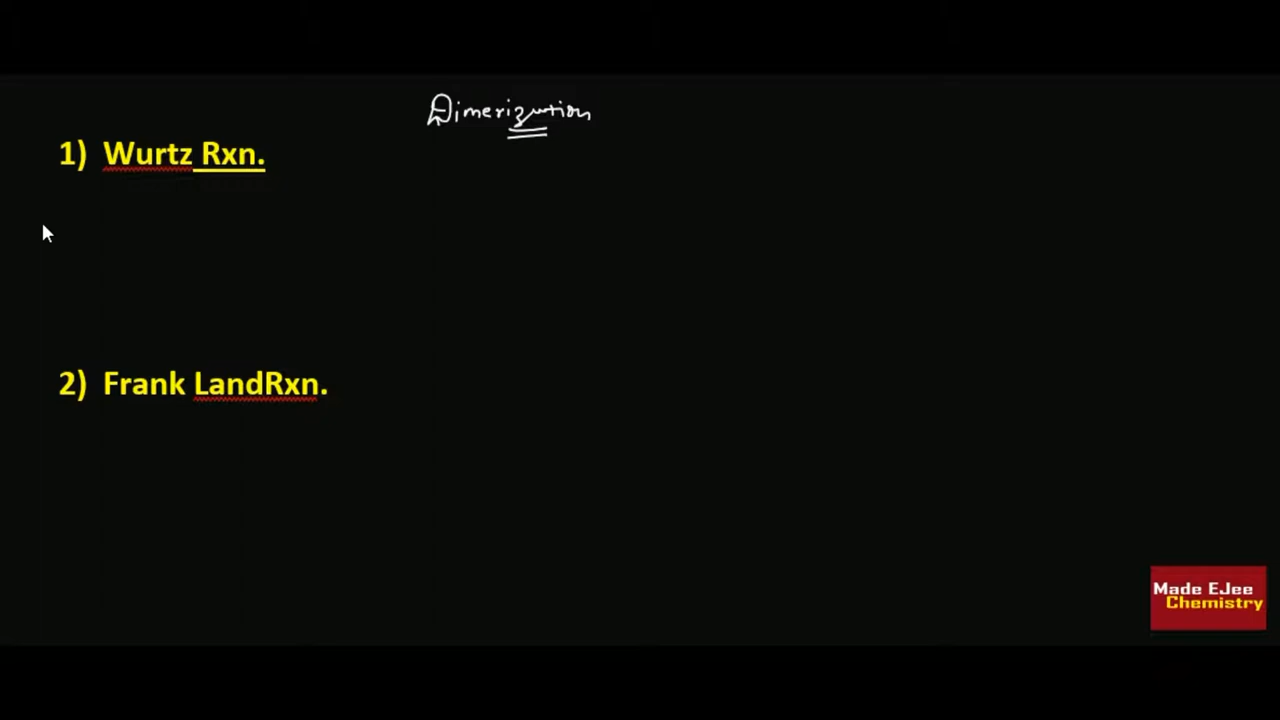 Dimerization
1) Wurtz Rxn.
2) Frank LandRxn.
Made EJee
Chemistry